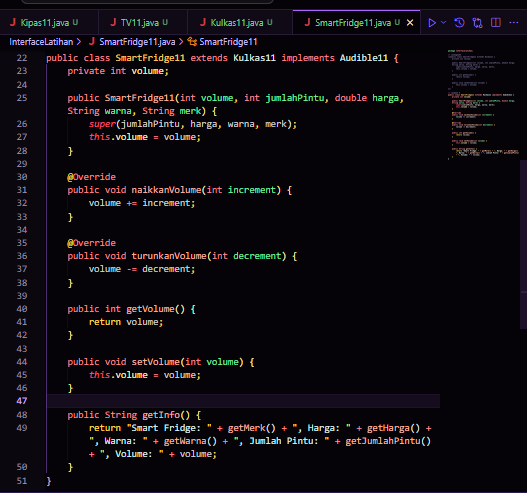 J Kipas11.java U
J TV11.java U
J Kulkas11.java U
J SmartFridge11.java U
InterfaceLatihan > J SmartFridge11.java > SmartFridge11
22 public class SmartFridge11 extends Kulkas11 implements Audible11 {
23 private int volume;
24
25 public SmartFridge11(int volume, int jumlahPintu, double harga,
String warna, String merk) {
26 super(jumlahPintu, harga, warna, merk);
27 this.volume = volume;
28 }
29
30 @Override
31 public void naikkanVolume(int increment) {
32 volume += increment;
33 }
34
35 @Override
36 public void turunkanVolume(int decrement) {
37 volume -= decrement;
38 }
39
40 public int getVolume() {
41 return volume;
42 }
43
44 public void setVolume(int volume) {
45 this.volume = volume;
46 }
47
48 public String getInfo() {
49 return "Smart Fridge: " + getMerk() + ", Harga: " + getHarga() +
", Warna: " + getWarna() + ", Jumlah Pintu: " + getJumlahPintu()
+ ", Volume: " + volume;
50 }
51 }